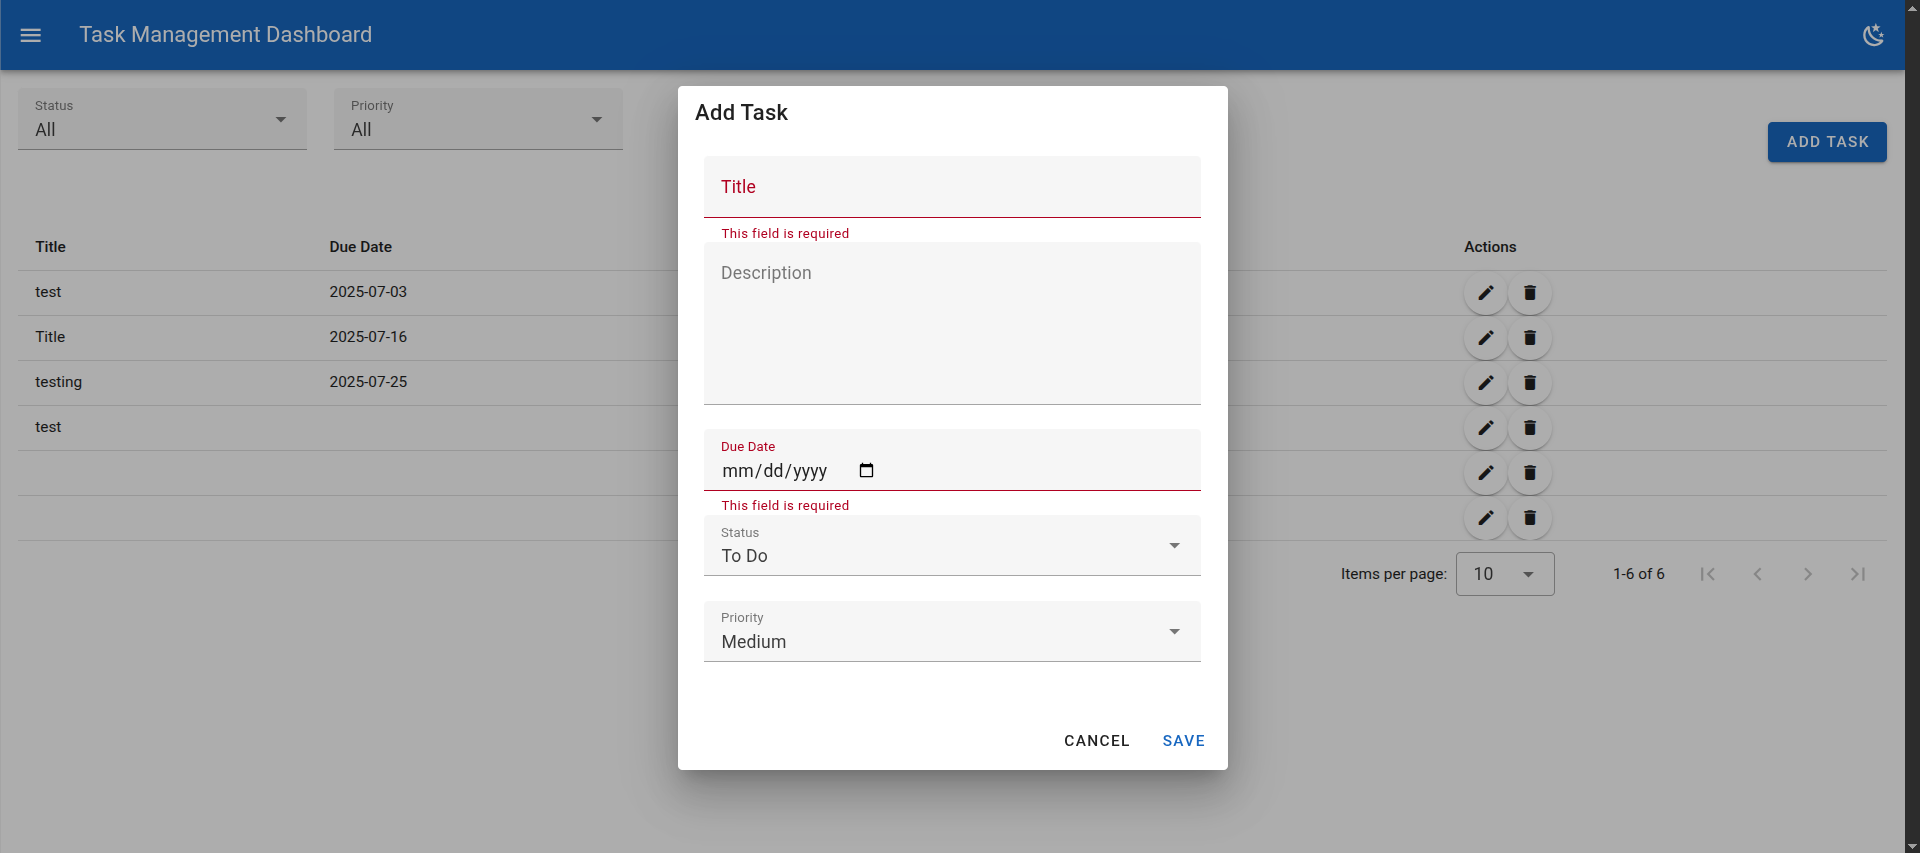 Task Management Dashboard
Status
All
Priority
All
ADD TASK
Title Due Date Actions
test 2025-07-03
Title 2025-07-16
testing 2025-07-25
test
Items per page: 10 1-6 of 6
Add Task
Title
This field is required
Description
Due Date
mm/dd/yyyy
This field is required
Status
To Do
Priority
Medium
CANCEL SAVE